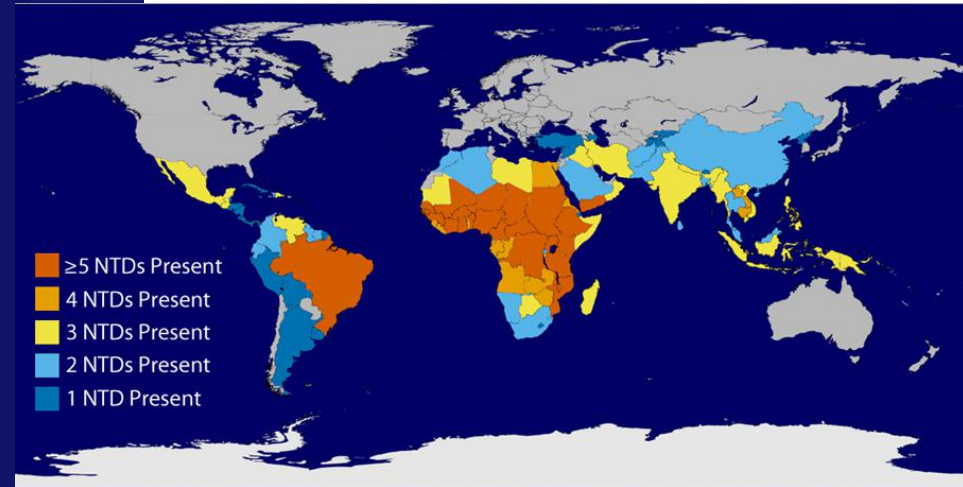 ≥5 NTDs Present
4 NTDs Present
3 NTDs Present
2 NTDs Present
1 NTD Present